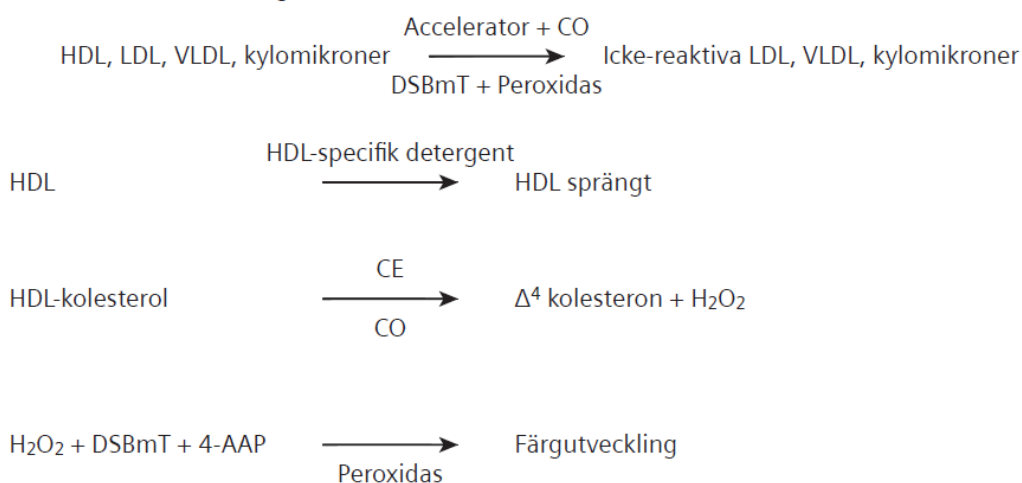 Accelerator + CO
HDL, LDL, VLDL, kylomikroner Icke-reaktiva LDL, VLDL, kylomikroner
DSBmT + Peroxidas
HDL-specifik detergent
HDL HDL sprängt
CE
HDL-kolesterol Δ⁴ kolesteron + H₂O₂
CO
H₂O₂ + DSBmT + 4-AAP Färgutveckling
Peroxidas